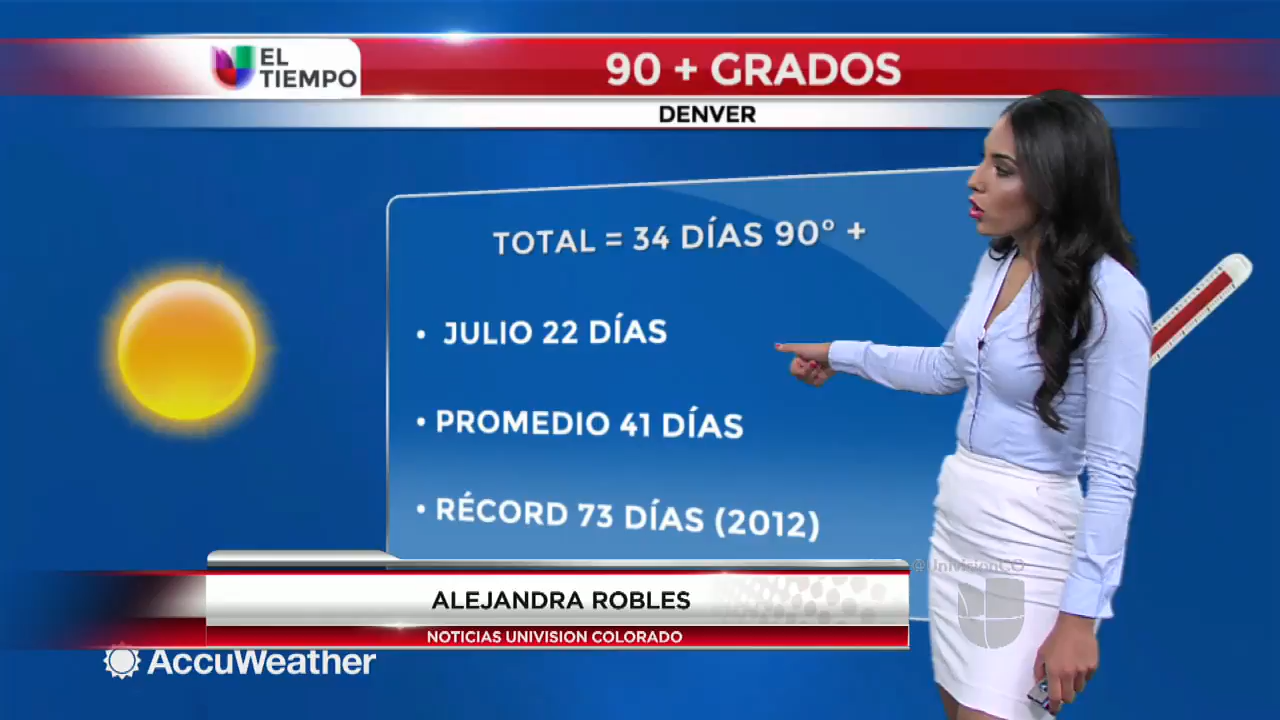 EL
TIEMPO
90 + GRADOS
DENVER
TOTAL = 34 DÍAS 90° +
• JULIO 22 DÍAS
• PROMEDIO 41 DÍAS
• RÉCORD 73 DÍAS (2012)
@UnivisionCO
ALEJANDRA ROBLES
NOTICIAS UNIVISION COLORADO
AccuWeather